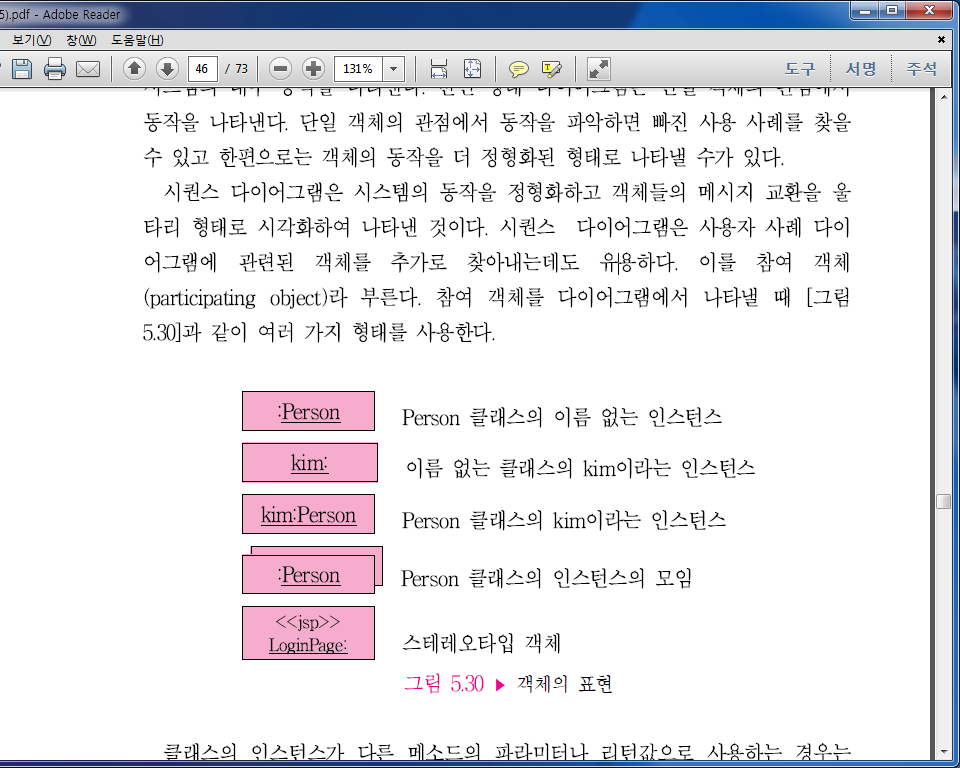 5).pdf - Adobe Reader
보기(V) 창(W) 도움말(H)
46 / 73 131% 도구 서명 주석
동작을 나타낸다. 단일 객체의 관점에서 동작을 파악하면 빠진 사용 사례를 찾을
수 있고 한편으로는 객체의 동작을 더 정형화된 형태로 나타낼 수가 있다.
시퀀스 다이어그램은 시스템의 동작을 정형화하고 객체들의 메시지 교환을 울
타리 형태로 시각화하여 나타낸 것이다. 시퀀스 다이어그램은 사용자 사례 다이
어그램에 관련된 객체를 추가로 찾아내는데도 유용하다. 이를 참여 객체
(participating object)라 부른다. 참여 객체를 다이어그램에서 나타낼 때 [그림
5.30]과 같이 여러 가지 형태를 사용한다.
:Person Person 클래스의 이름 없는 인스턴스
kim: 이름 없는 클래스의 kim이라는 인스턴스
kim:Person Person 클래스의 kim이라는 인스턴스
:Person Person 클래스의 인스턴스의 모임
<<jsp>>
LoginPage: 스테레오타입 객체
그림 5.30 ▶ 객체의 표현
클래스의 인스턴스가 다른 메소드의 파라미터나 리턴값으로 사용하는 경우는